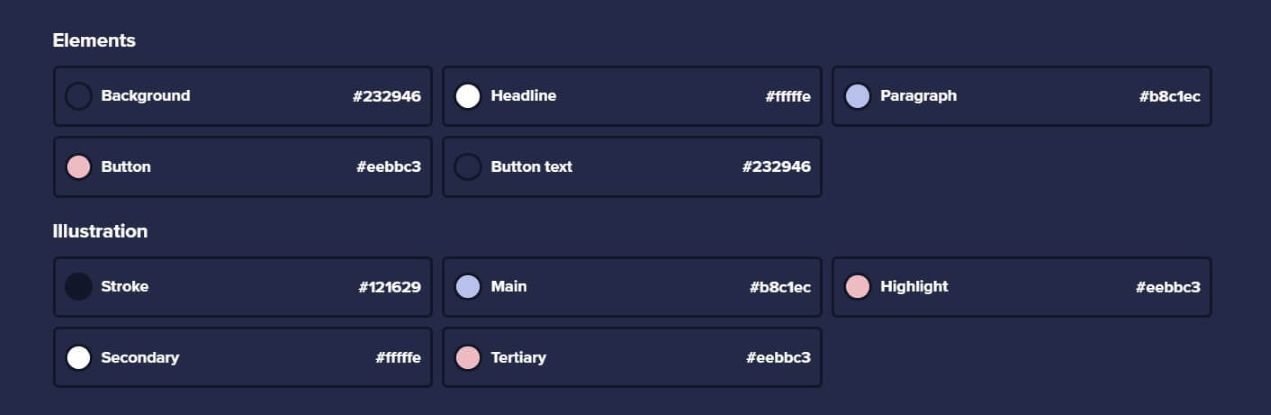 Elements
Background #232946
Headline #fffffe
Paragraph #b8c1ec
Button #eebbc3
Button text #232946
Illustration
Stroke #121629
Main #b8c1ec
Highlight #eebbc3
Secondary #fffffe
Tertiary #eebbc3